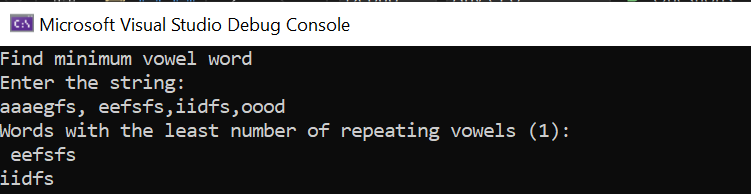 Microsoft Visual Studio Debug Console
Find minimum vowel word
Enter the string:
aaaegfs, eefsfs,iidfs,oood
Words with the least number of repeating vowels (1):
 eefsfs
iidfs